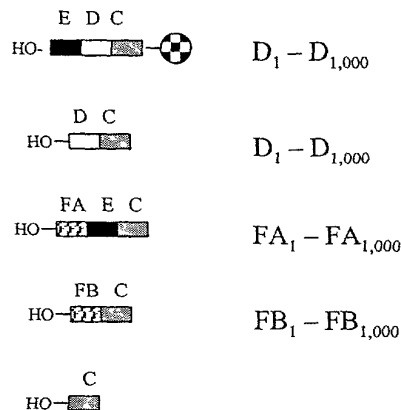 E D C
HO- D₁ – D₁,₀₀₀
D C
HO– D₁ – D₁,₀₀₀
FA E C
HO– FA₁ – FA₁,₀₀₀
FB C
HO– FB₁ – FB₁,₀₀₀
C
HO–